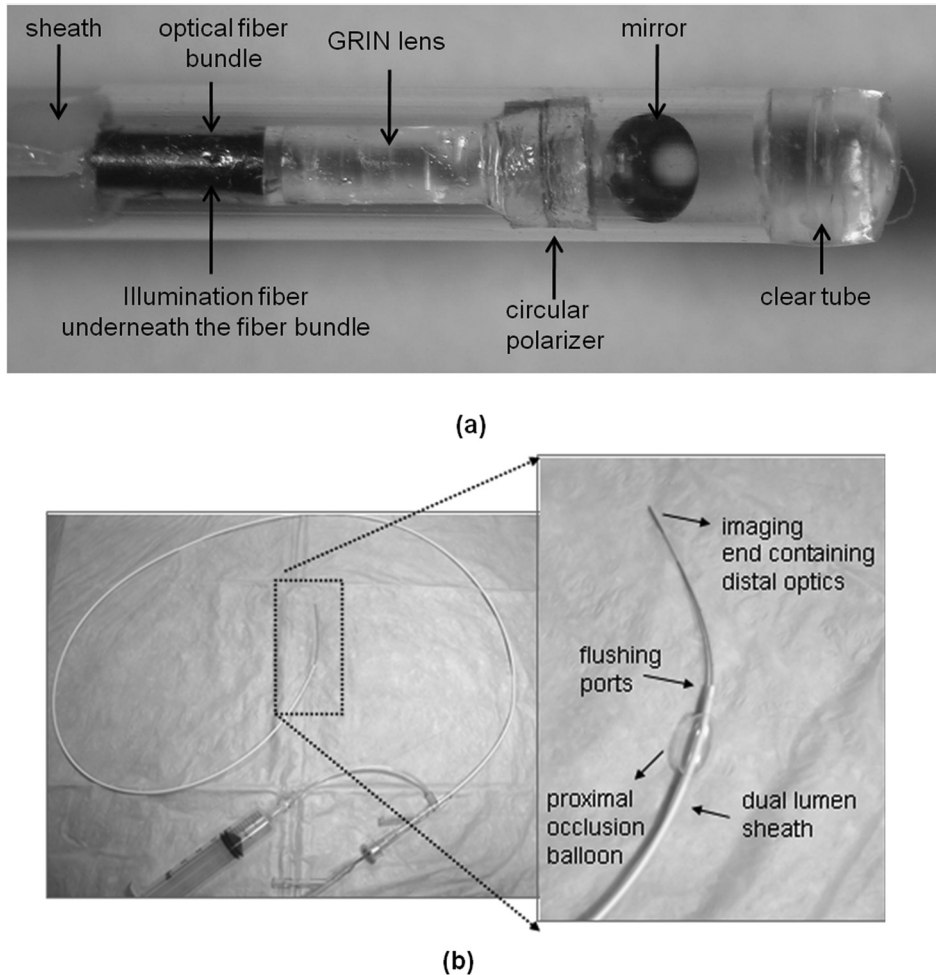 sheath
optical fiber
bundle
GRIN lens
mirror
Illumination fiber
underneath the fiber bundle
circular
polarizer
clear tube
(a)
imaging
end containing
distal optics
flushing
ports
proximal
occlusion
balloon
dual lumen
sheath
(b)